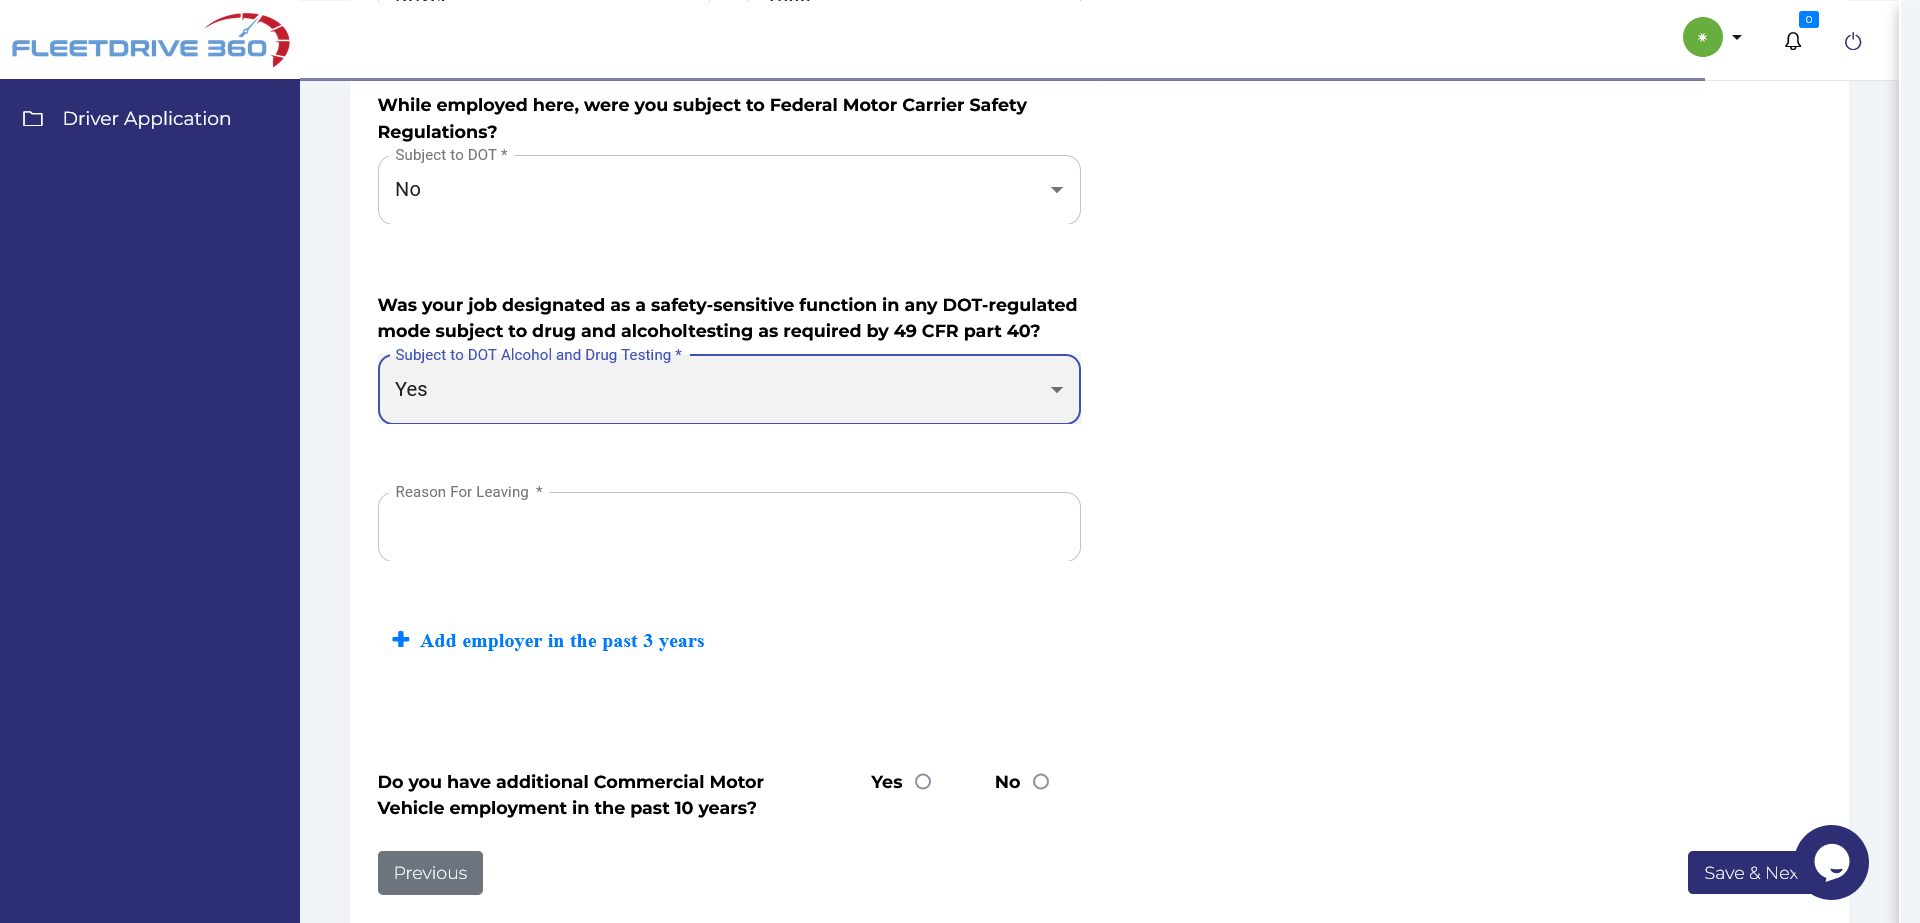 FLEETDRIVE 360
0
Driver Application
While employed here, were you subject to Federal Motor Carrier Safety
Regulations?
Subject to DOT *
No
Was your job designated as a safety-sensitive function in any DOT-regulated
mode subject to drug and alcoholtesting as required by 49 CFR part 40?
Subject to DOT Alcohol and Drug Testing *
Yes
Reason For Leaving *
Add employer in the past 3 years
Do you have additional Commercial Motor
Vehicle employment in the past 10 years?
Yes
No
Previous
Save & Nex